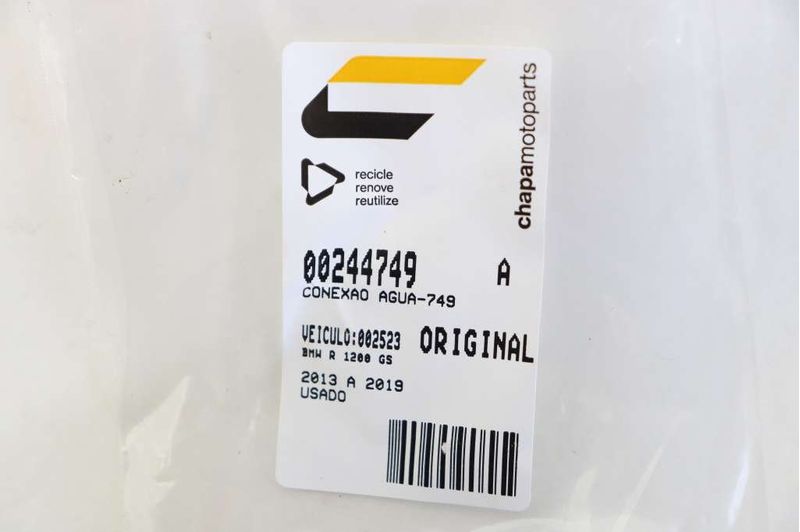 chapamotoparts
recicle
renove
reutilize
00244749 A
CONEXAO AGUA-749
VEICULO:002523 ORIGINAL
BMW R 1200 GS
2013 A 2019
USADO